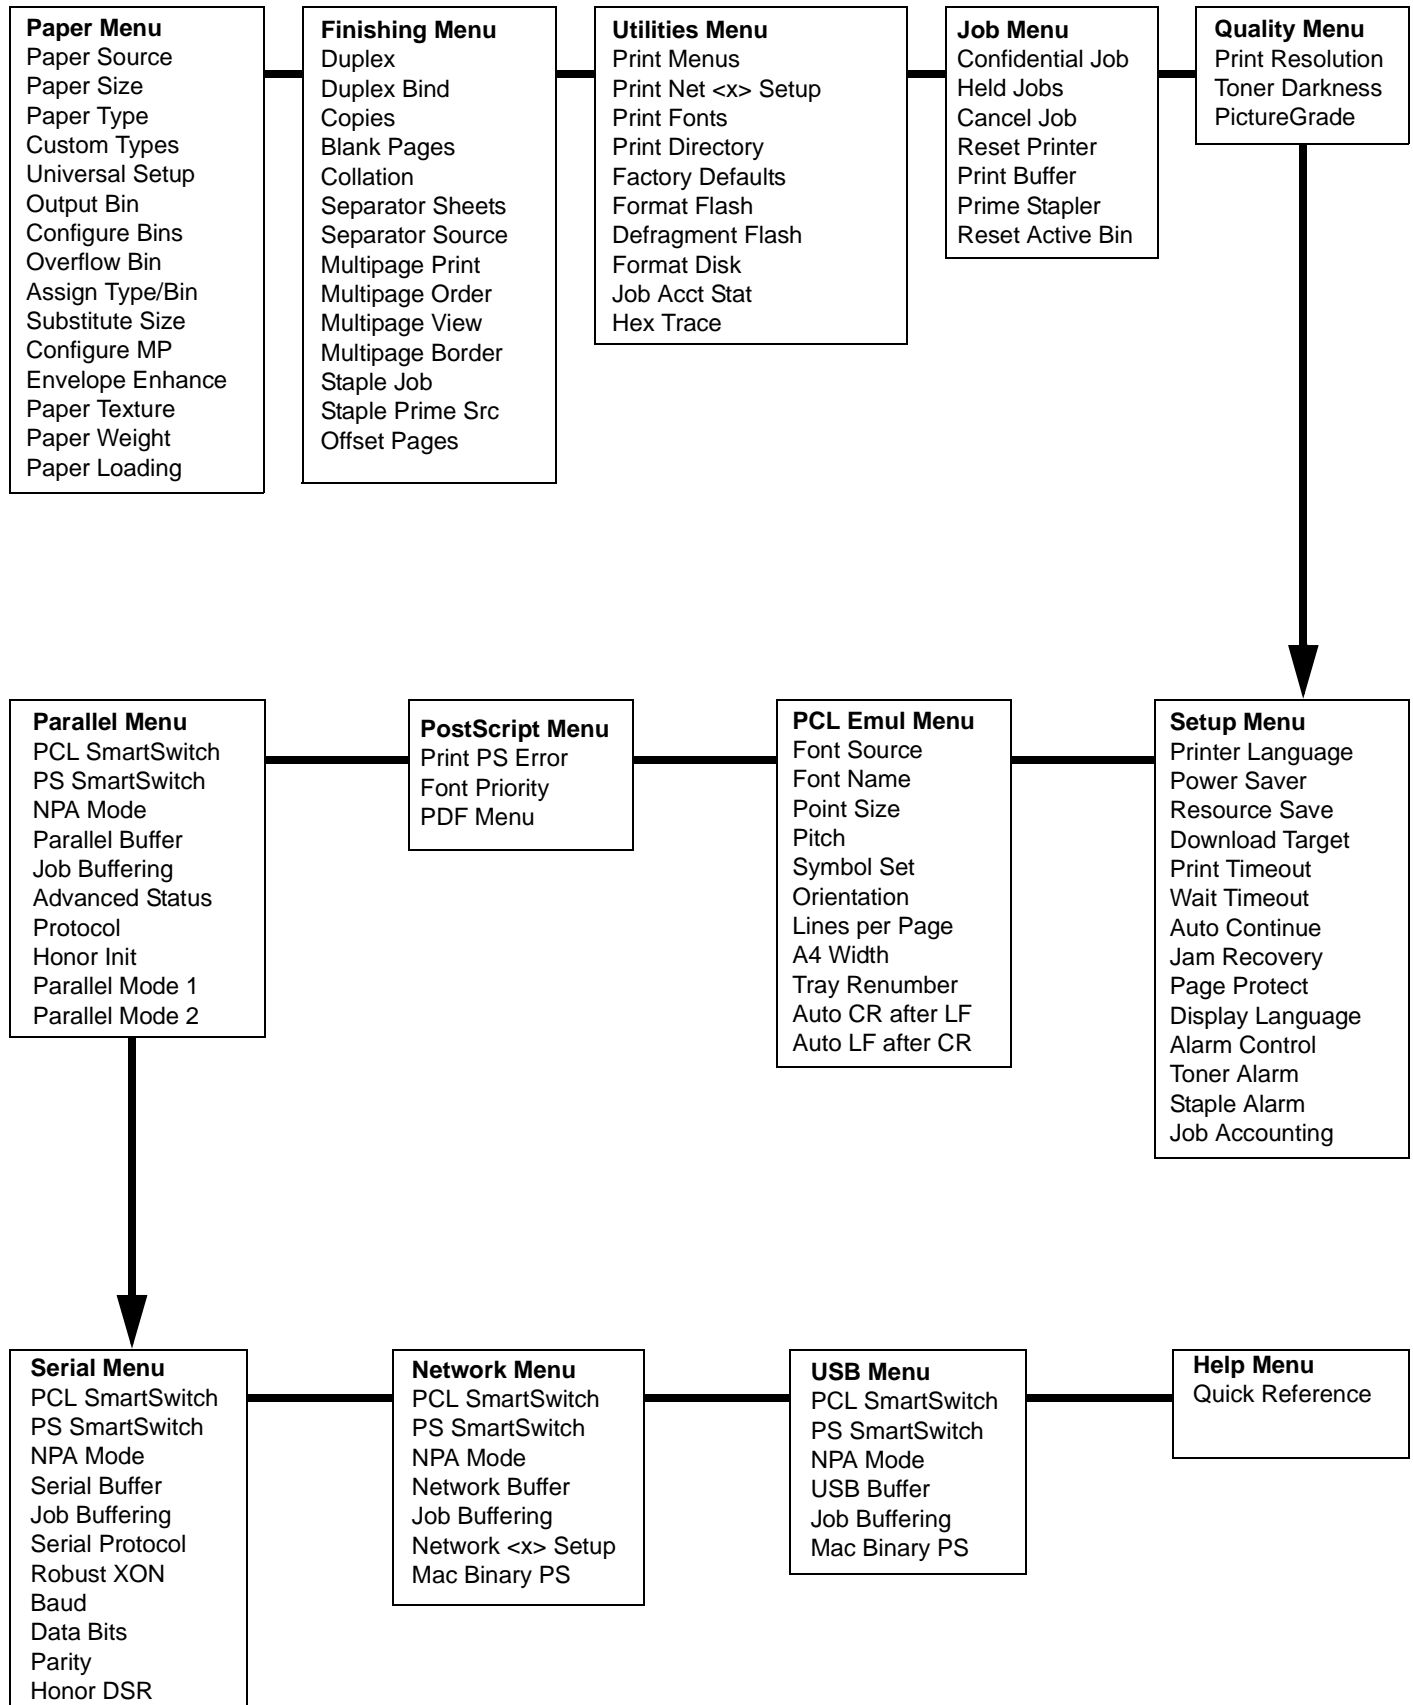 Paper Menu
Paper Source
Paper Size
Paper Type
Custom Types
Universal Setup
Output Bin
Configure Bins
Overflow Bin
Assign Type/Bin
Substitute Size
Configure MP
Envelope Enhance
Paper Texture
Paper Weight
Paper Loading
Finishing Menu
Duplex
Duplex Bind
Copies
Blank Pages
Collation
Separator Sheets
Separator Source
Multipage Print
Multipage Order
Multipage View
Multipage Border
Staple Job
Staple Prime Src
Offset Pages
Utilities Menu
Print Menus
Print Net <x> Setup
Print Fonts
Print Directory
Factory Defaults
Format Flash
Defragment Flash
Format Disk
Job Acct Stat
Hex Trace
Job Menu
Confidential Job
Held Jobs
Cancel Job
Reset Printer
Print Buffer
Prime Stapler
Reset Active Bin
Quality Menu
Print Resolution
Toner Darkness
PictureGrade
Parallel Menu
PCL SmartSwitch
PS SmartSwitch
NPA Mode
Parallel Buffer
Job Buffering
Advanced Status
Protocol
Honor Init
Parallel Mode 1
Parallel Mode 2
PostScript Menu
Print PS Error
Font Priority
PDF Menu
PCL Emul Menu
Font Source
Font Name
Point Size
Pitch
Symbol Set
Orientation
Lines per Page
A4 Width
Tray Renumber
Auto CR after LF
Auto LF after CR
Setup Menu
Printer Language
Power Saver
Resource Save
Download Target
Print Timeout
Wait Timeout
Auto Continue
Jam Recovery
Page Protect
Display Language
Alarm Control
Toner Alarm
Staple Alarm
Job Accounting
Serial Menu
PCL SmartSwitch
PS SmartSwitch
NPA Mode
Serial Buffer
Job Buffering
Serial Protocol
Robust XON
Baud
Data Bits
Parity
Honor DSR
Network Menu
PCL SmartSwitch
PS SmartSwitch
NPA Mode
Network Buffer
Job Buffering
Network <x> Setup
Mac Binary PS
USB Menu
PCL SmartSwitch
PS SmartSwitch
NPA Mode
USB Buffer
Job Buffering
Mac Binary PS
Help Menu
Quick Reference